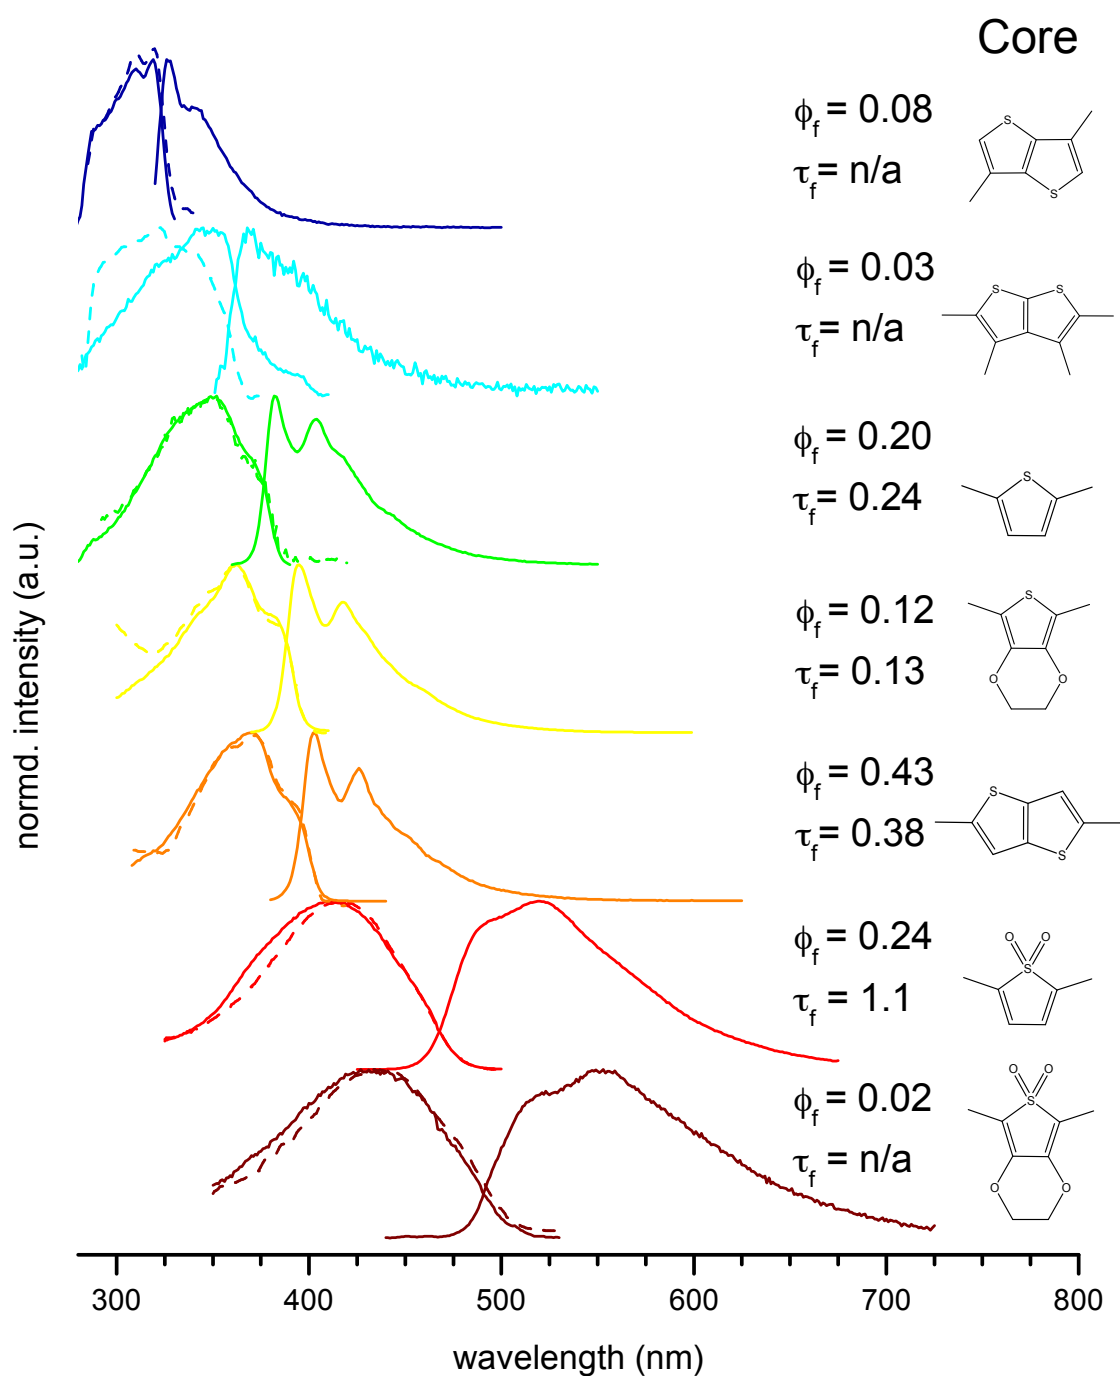 Core
ϕf = 0.08
τf= n/a
S
S
ϕf = 0.03
τf= n/a
S S
ϕf = 0.20
τf= 0.24
S
ϕf = 0.12
τf= 0.13
S
O O
ϕf = 0.43
τf= 0.38
S
S
ϕf = 0.24
τf = 1.1
O O
S
ϕf = 0.02
τf = n/a
O O
S
O O
normd. intensity (a.u.)
300 400 500 600 700 800
wavelength (nm)